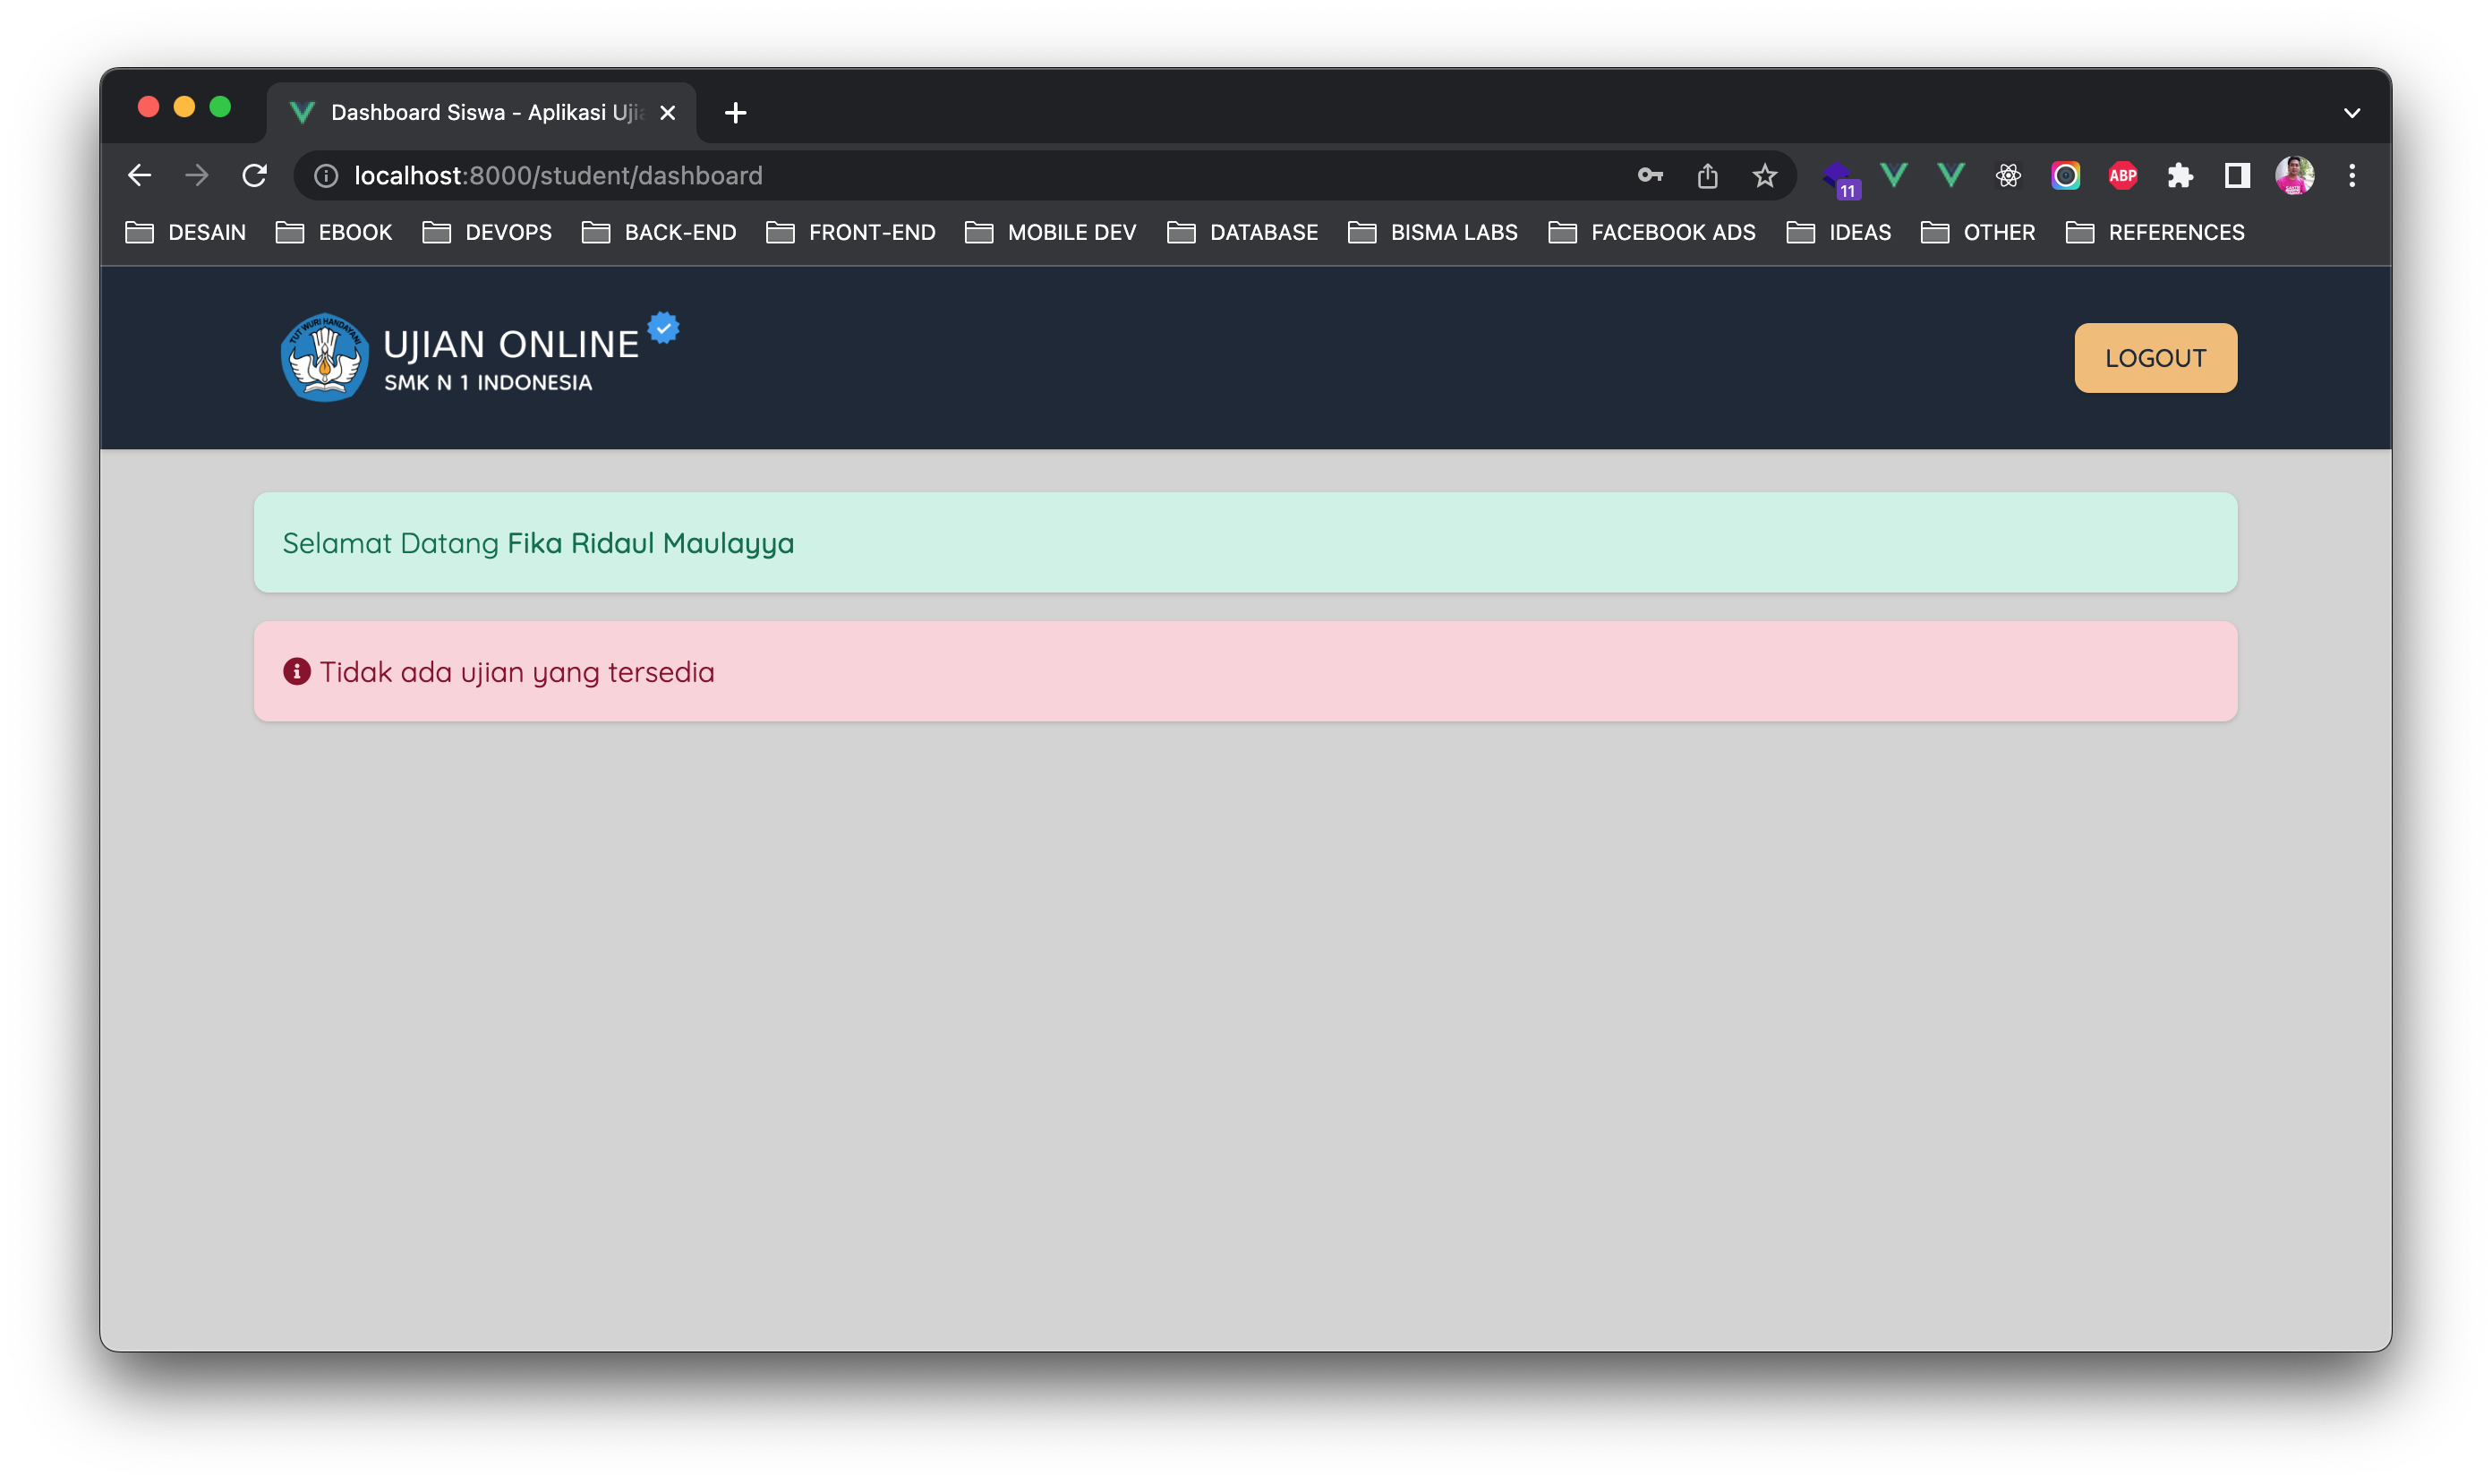 Dashboard Siswa - Aplikasi Uji
localhost:8000/student/dashboard
11
ABP
DESAIN EBOOK DEVOPS BACK-END FRONT-END MOBILE DEV DATABASE BISMA LABS FACEBOOK ADS IDEAS OTHER REFERENCES
TUT WURI HANDAYANI
UJIAN ONLINE
SMK N 1 INDONESIA
LOGOUT
Selamat Datang Fika Ridaul Maulayya
Tidak ada ujian yang tersedia